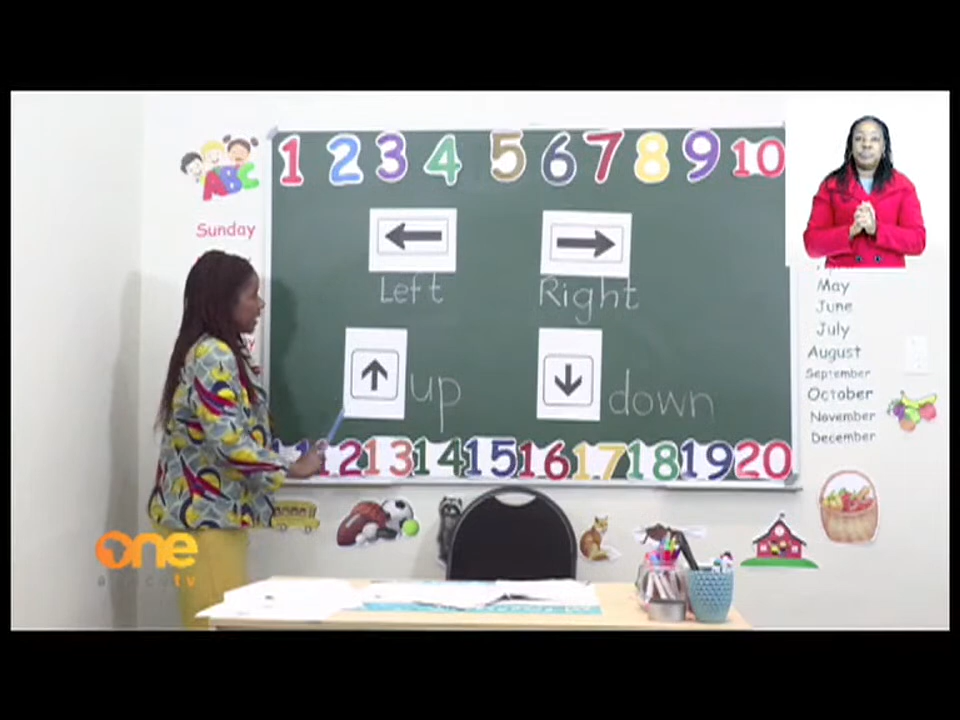 1 2 3 4 5 6 7 8 9 10
ABC
Sunday
Left Right
up down
12 13 14 15 16 17 18 19 20
May
June
July
August
September
October
November
December
one
tv